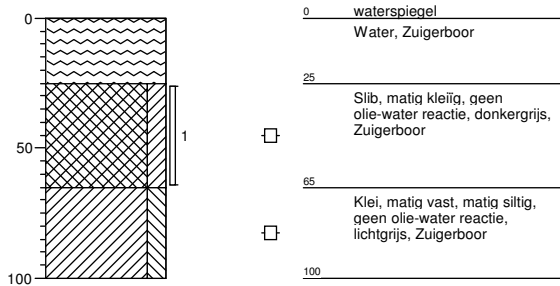 0
50
100
1
0 waterspiegel
Water, Zuigerboor
25
Slib, matig kleiïg, geen
olie-water reactie, donkergrijs,
Zuigerboor
65
Klei, matig vast, matig siltig,
geen olie-water reactie,
lichtgrijs, Zuigerboor
100